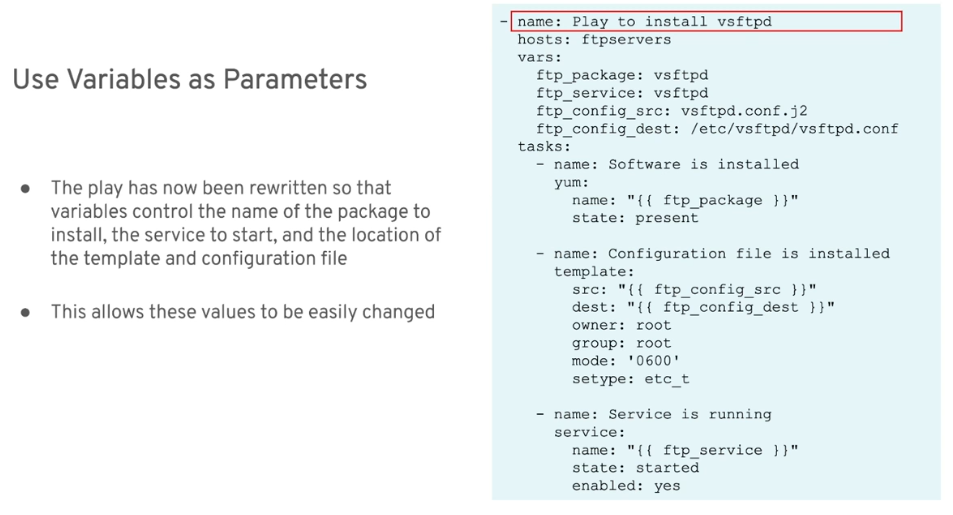 Use Variables as Parameters
● The play has now been rewritten so that
variables control the name of the package to
install, the service to start, and the location of
the template and configuration file
● This allows these values to be easily changed
- name: Play to install vsftpd
  hosts: ftpservers
  vars:
    ftp_package: vsftpd
    ftp_service: vsftpd
    ftp_config_src: vsftpd.conf.j2
    ftp_config_dest: /etc/vsftpd/vsftpd.conf
  tasks:
    - name: Software is installed
      yum:
        name: "{{ ftp_package }}"
        state: present
    - name: Configuration file is installed
      template:
        src: "{{ ftp_config_src }}"
        dest: "{{ ftp_config_dest }}"
        owner: root
        group: root
        mode: '0600'
        setype: etc_t
    - name: Service is running
      service:
        name: "{{ ftp_service }}"
        state: started
        enabled: yes